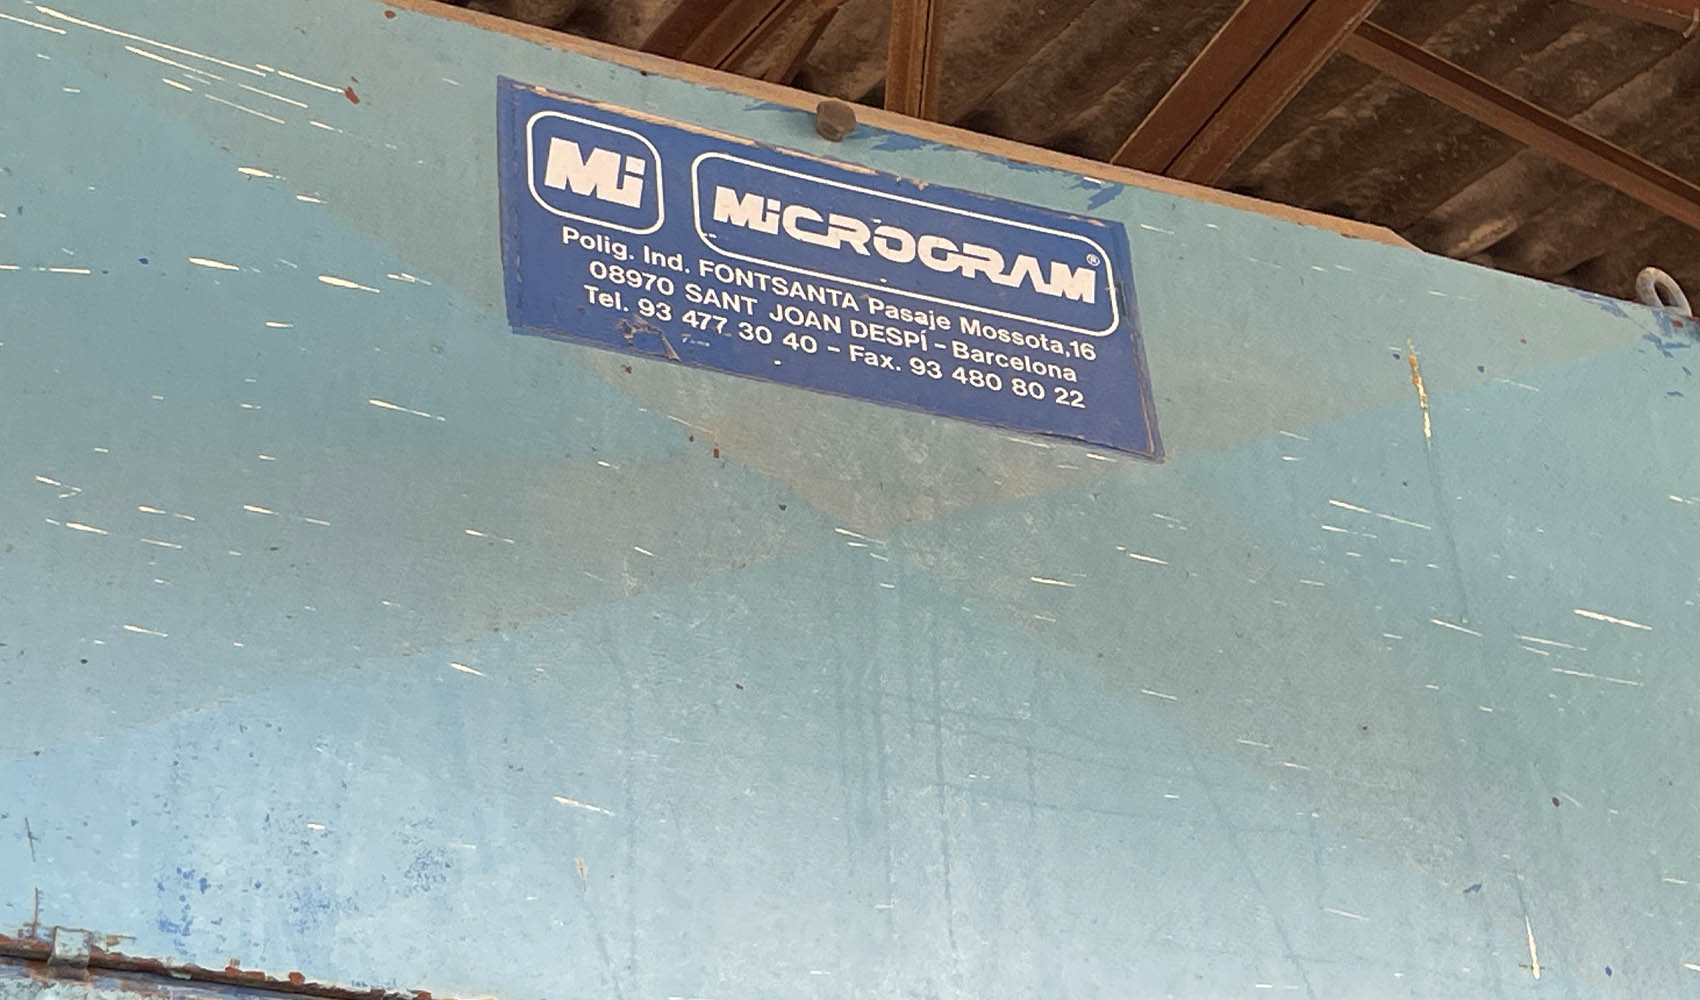 Mi MiCROGRAM ®
Polig. Ind. FONTSANTA Pasaje Mossota,16
08970 SANT JOAN DESPÍ - Barcelona
Tel. 93 477 30 40 - Fax. 93 480 80 22